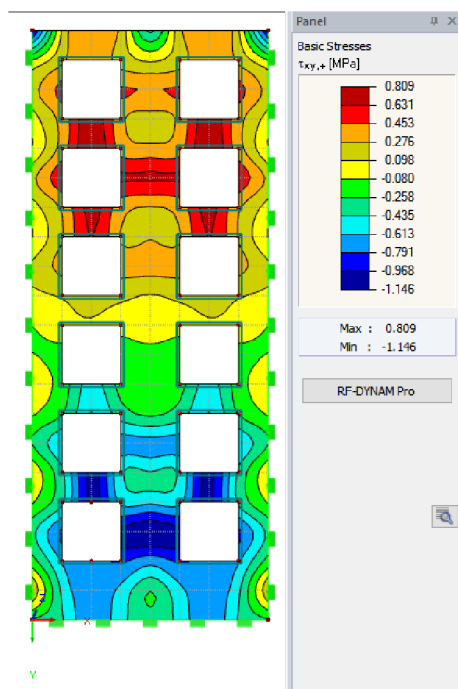 Panel
Basic Stresses
τxy,+ [MPa]
0.809
0.631
0.453
0.276
0.098
-0.080
-0.258
-0.435
-0.613
-0.791
-0.968
-1.146
Max : 0.809
Min : -1.146
RF-DYNAM Pro
X
Y